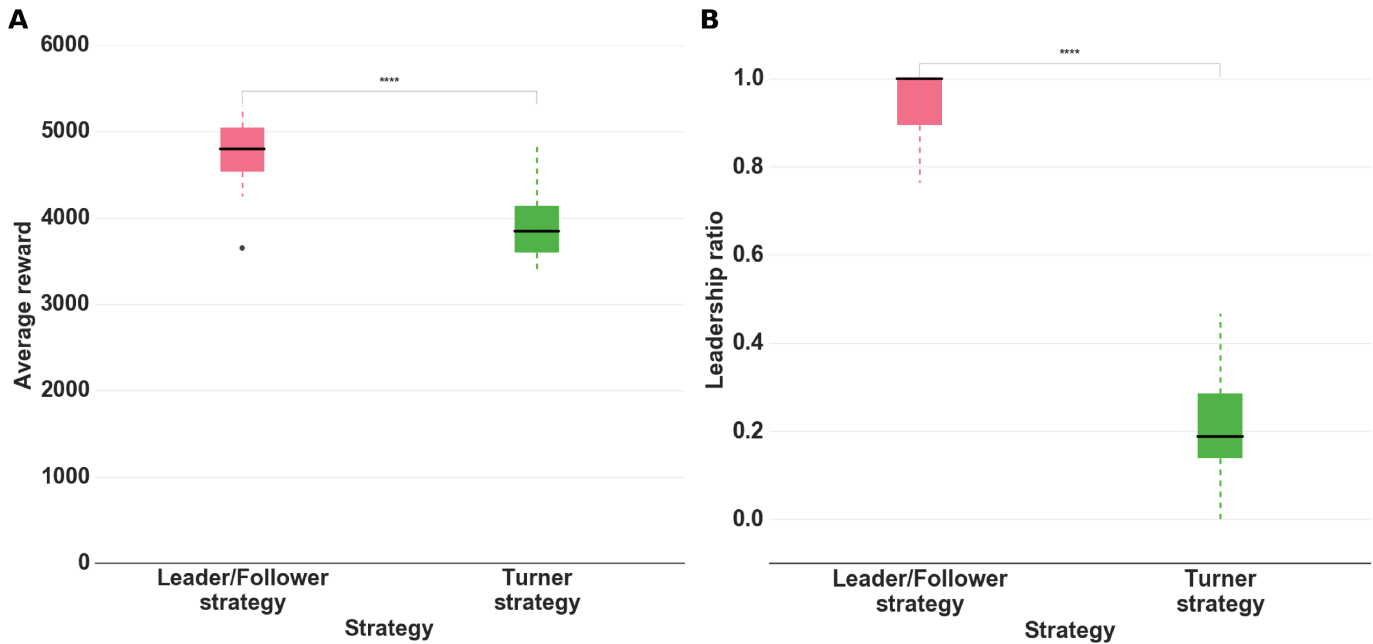 A
6000
5000
4000
3000
2000
1000
0
Average reward
****
Leader/Follower
strategy
Turner
strategy
Strategy
B
1.0
0.8
0.6
0.4
0.2
0.0
Leadership ratio
****
Leader/Follower
strategy
Turner
strategy
Strategy